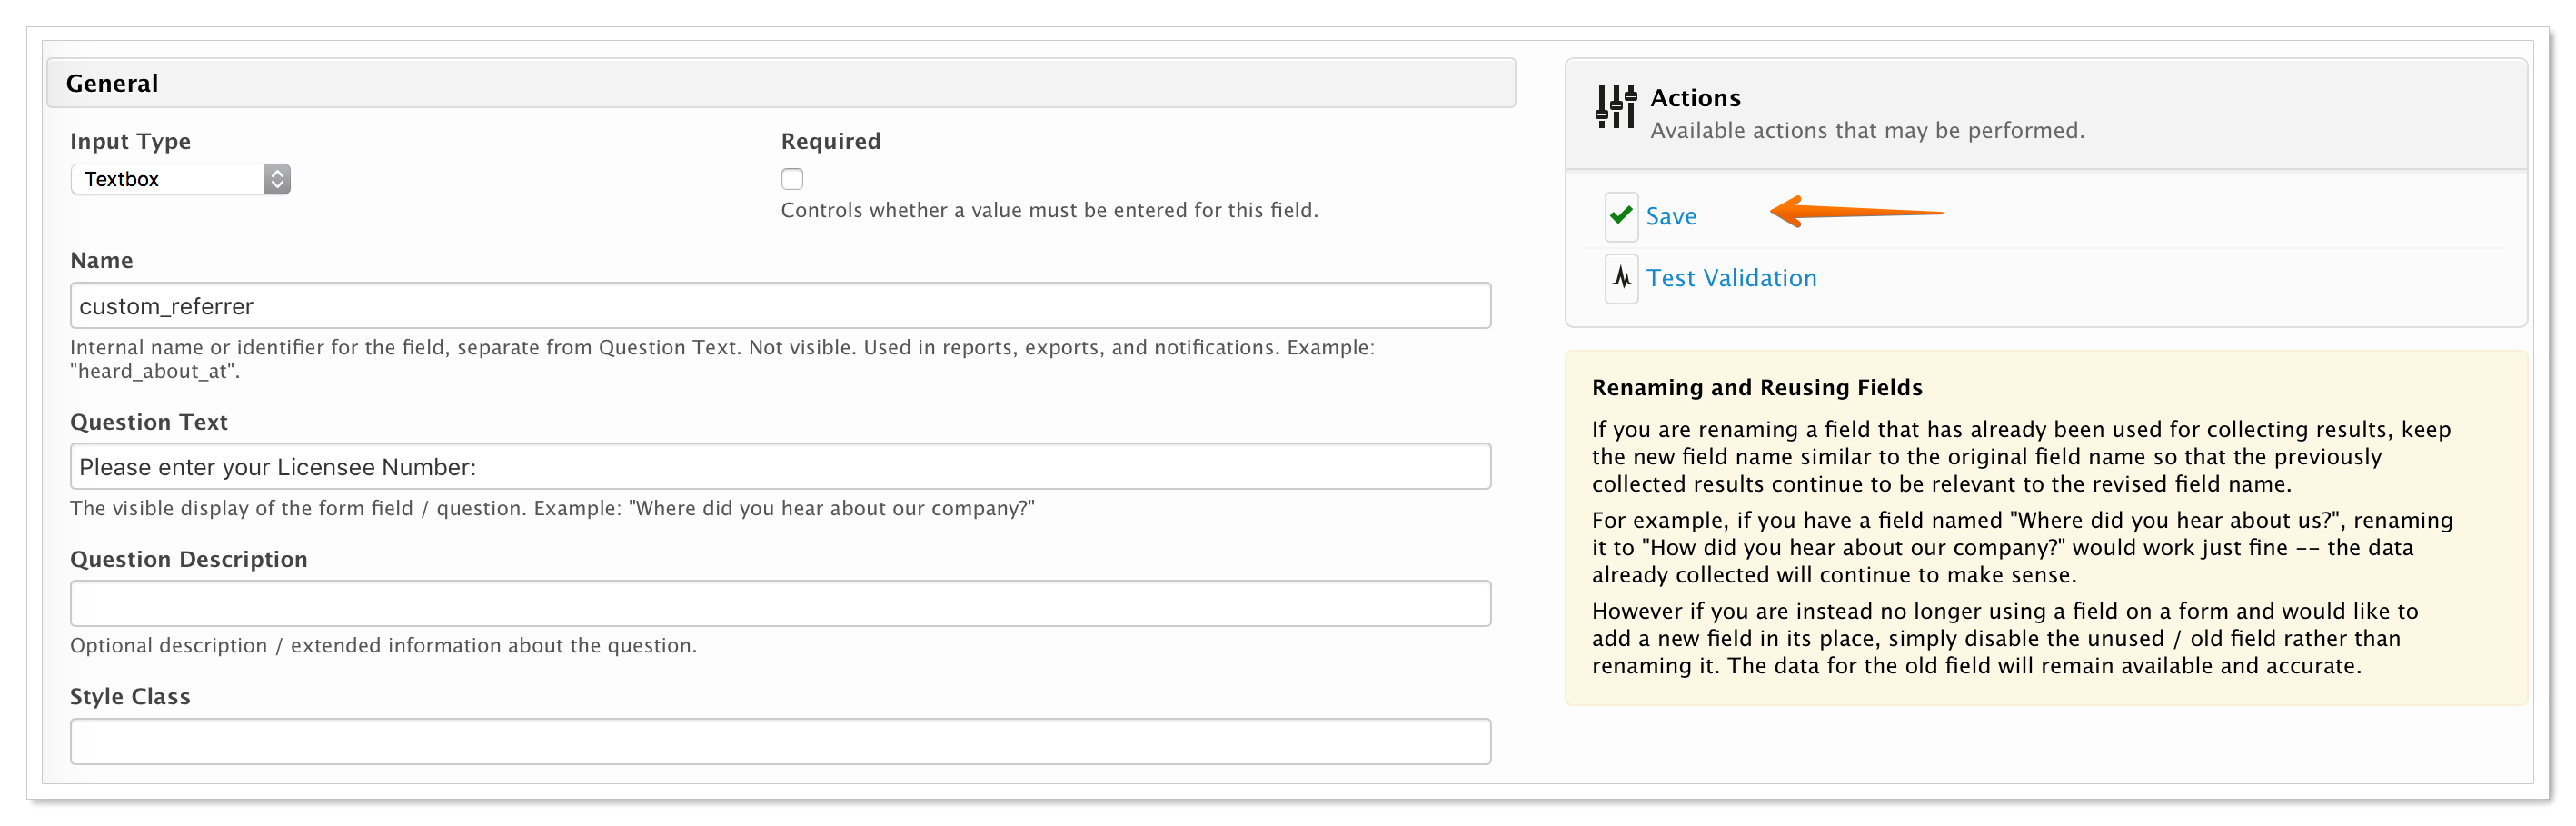 General
Input Type
Textbox
Required
Controls whether a value must be entered for this field.
Name
custom_referrer
Internal name or identifier for the field, separate from Question Text. Not visible. Used in reports, exports, and notifications. Example:
"heard_about_at".
Question Text
Please enter your Licensee Number:
The visible display of the form field / question. Example: "Where did you hear about our company?"
Question Description
Optional description / extended information about the question.
Style Class
Actions
Available actions that may be performed.
Save
Test Validation
Renaming and Reusing Fields
If you are renaming a field that has already been used for collecting results, keep
the new field name similar to the original field name so that the previously
collected results continue to be relevant to the revised field name.
For example, if you have a field named "Where did you hear about us?", renaming
it to "How did you hear about our company?" would work just fine -- the data
already collected will continue to make sense.
However if you are instead no longer using a field on a form and would like to
add a new field in its place, simply disable the unused / old field rather than
renaming it. The data for the old field will remain available and accurate.